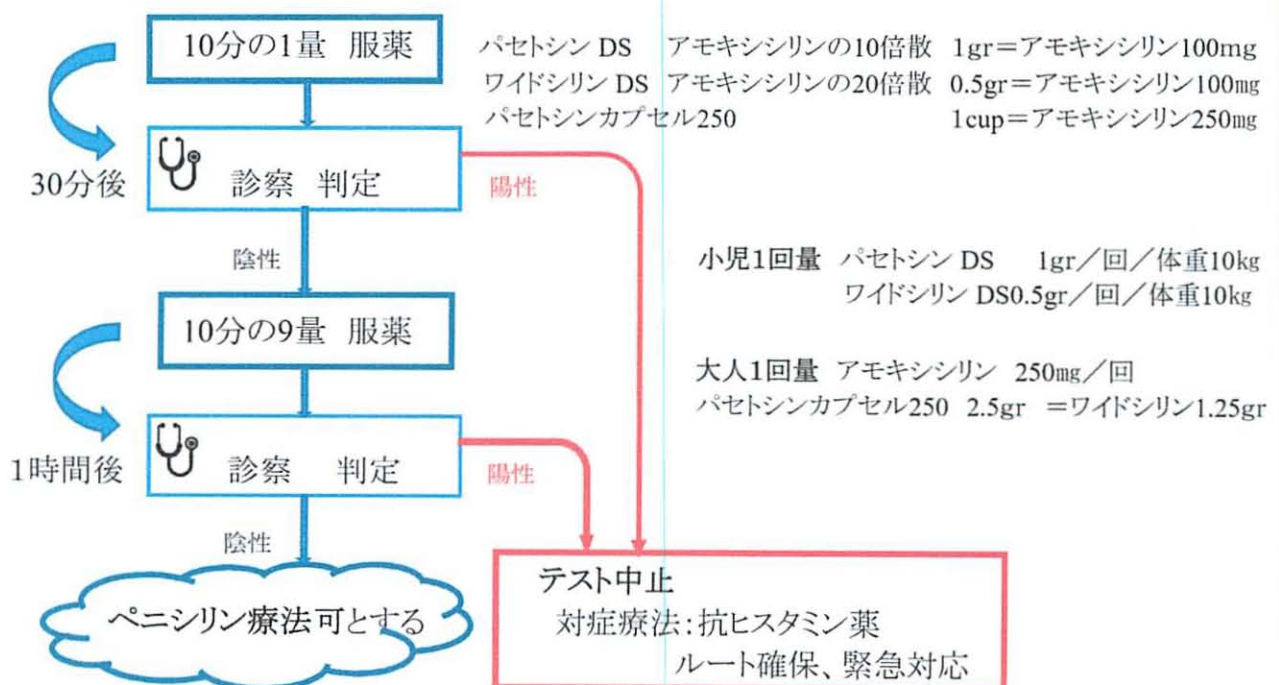 10分の1量 服薬
パセトシン DS アモキシシリンの10倍散 1gr=アモキシシリン100mg
ワイドシリン DS アモキシシリンの20倍散 0.5gr=アモキシシリン100mg
パセトシンカプセル250 1cup=アモキシシリン250mg
30分後
診察 判定
陽性
陰性
小児1回量 パセトシン DS 1gr/回/体重10kg
ワイドシリン DS0.5gr/回/体重10kg
10分の9量 服薬
大人1回量 アモキシシリン 250mg/回
パセトシンカプセル250 2.5gr =ワイドシリン1.25gr
1時間後
診察 判定
陽性
陰性
ペニシリン療法可とする
テスト中止
対症療法:抗ヒスタミン薬
ルート確保、緊急対応